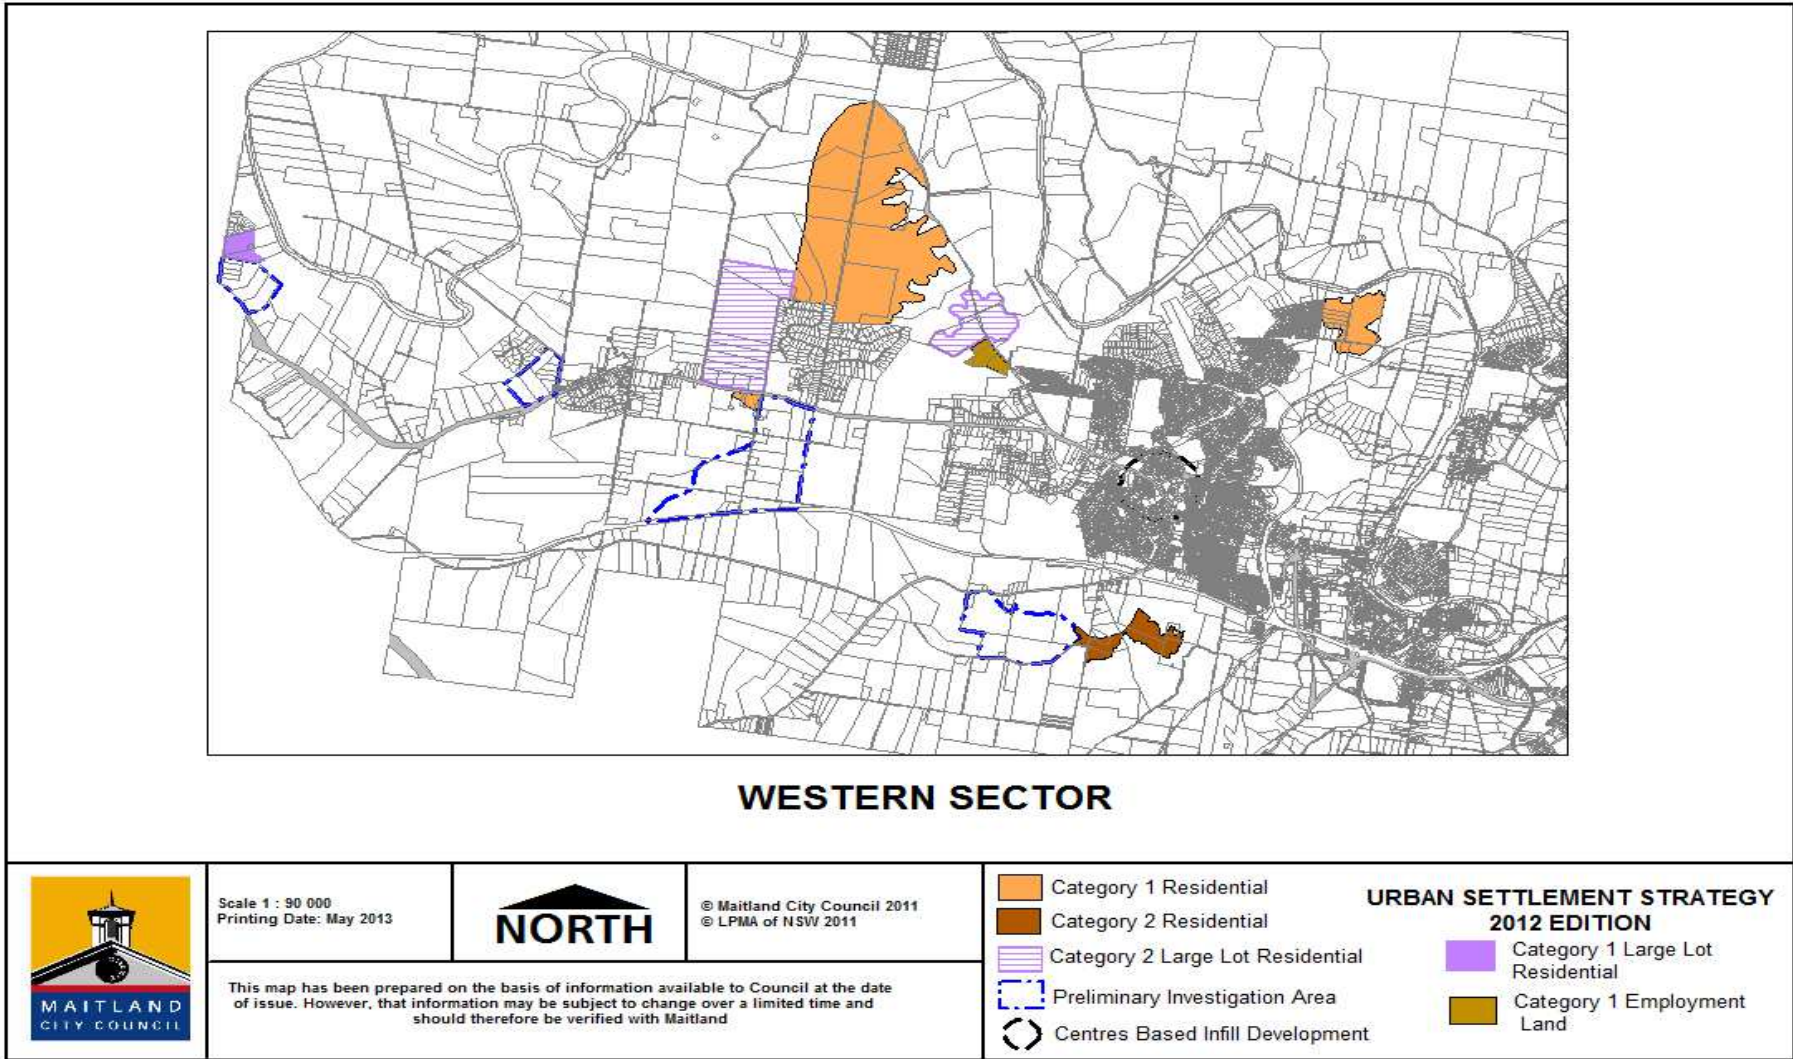 WESTERN SECTOR
MAITLAND
CITY COUNCIL
Scale 1 : 90 000
Printing Date: May 2013
NORTH
© Maitland City Council 2011
© LPMA of NSW 2011
This map has been prepared on the basis of information available to Council at the date
of issue. However, that information may be subject to change over a limited time and
should therefore be verified with Maitland
Category 1 Residential
Category 2 Residential
Category 2 Large Lot Residential
Preliminary Investigation Area
Centres Based Infill Development
URBAN SETTLEMENT STRATEGY
2012 EDITION
Category 1 Large Lot
Residential
Category 1 Employment
Land